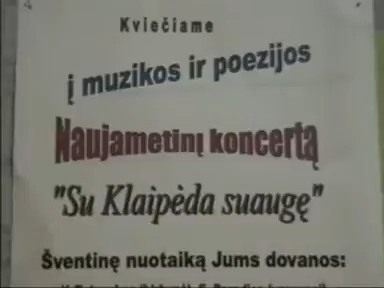 Kviečiame
į muzikos ir poezijos
Naujametinį koncertą
"Su Klaipėda suaugę"
Šventinę nuotaiką Jums dovanos: